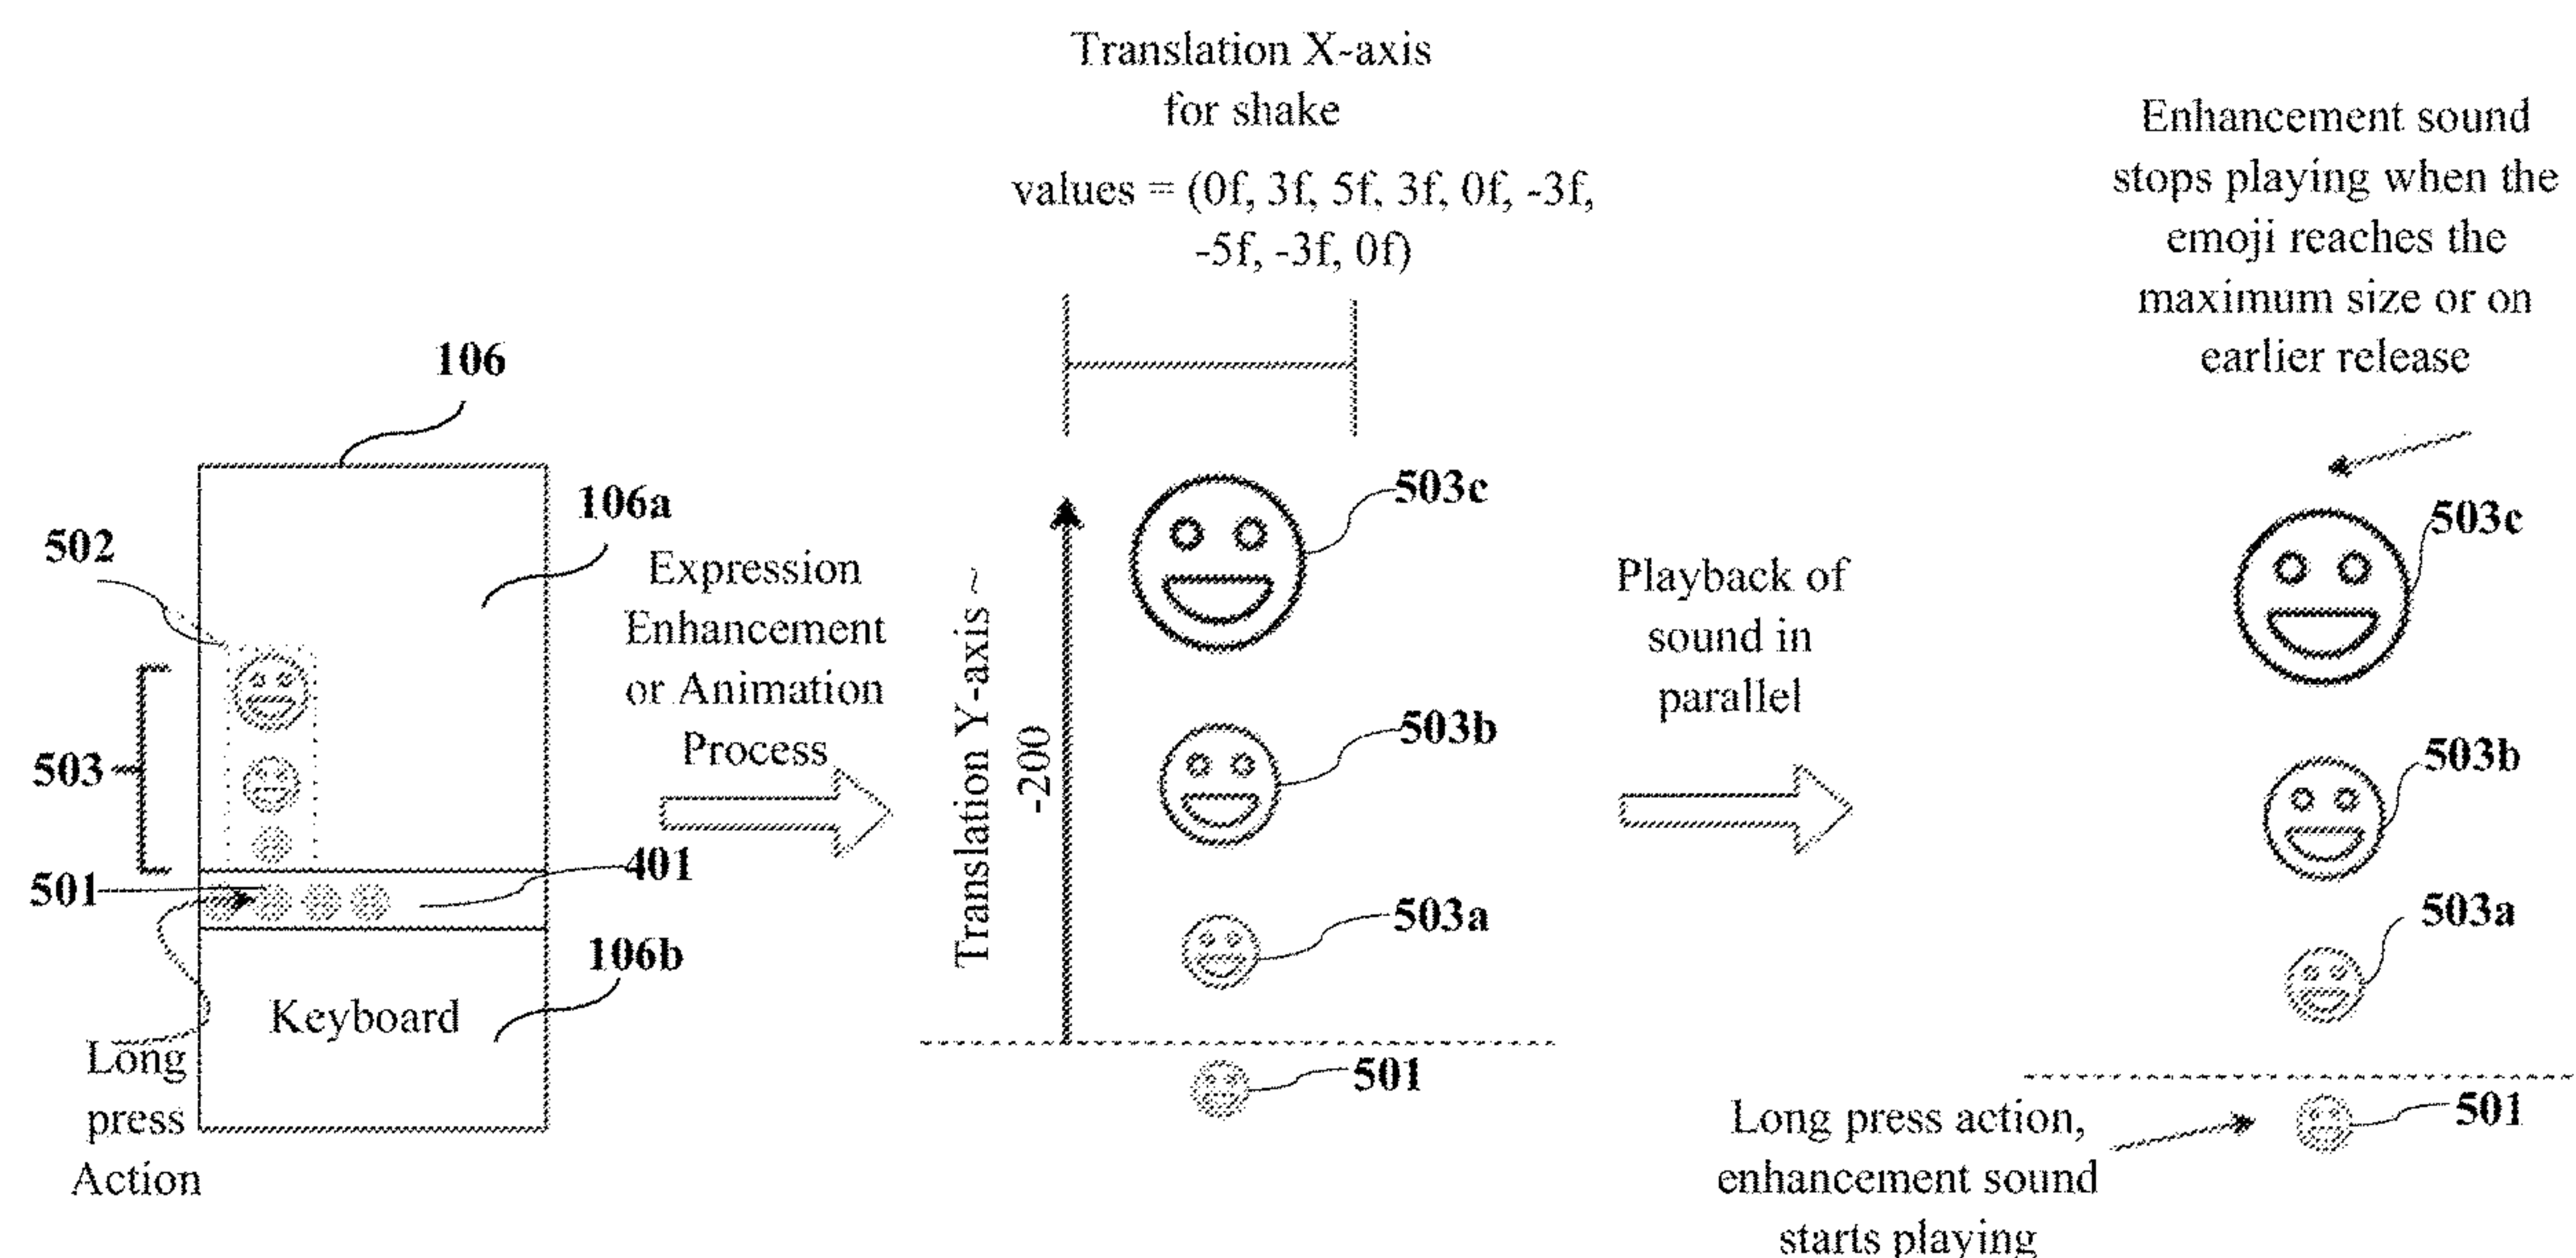 106
106a
502
503
501
401
106b
Keyboard
Long
press
Action
Expression
Enhancement
or Animation
Process
Translation X-axis
for shake
values = (0f, 3f, 5f, 3f, 0f, -3f,
-5f, -3f, 0f)
Translation Y-axis ~
-200
503c
503b
503a
501
Playback of
sound in
parallel
Enhancement sound
stops playing when the
emoji reaches the
maximum size or on
earlier release
503c
503b
503a
501
Long press action,
enhancement sound
starts playing